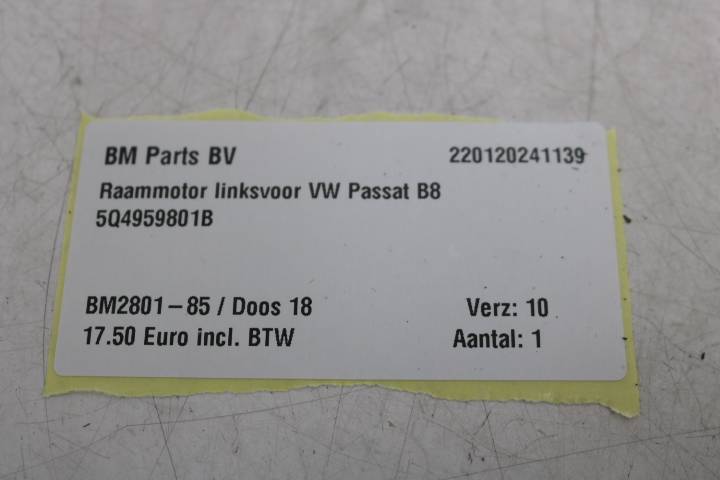 BM Parts BV 220120241139
Raammotor linksvoor VW Passat B8
5Q4959801B
BM2801-85 / Doos 18 Verz: 10
17.50 Euro incl. BTW Aantal: 1